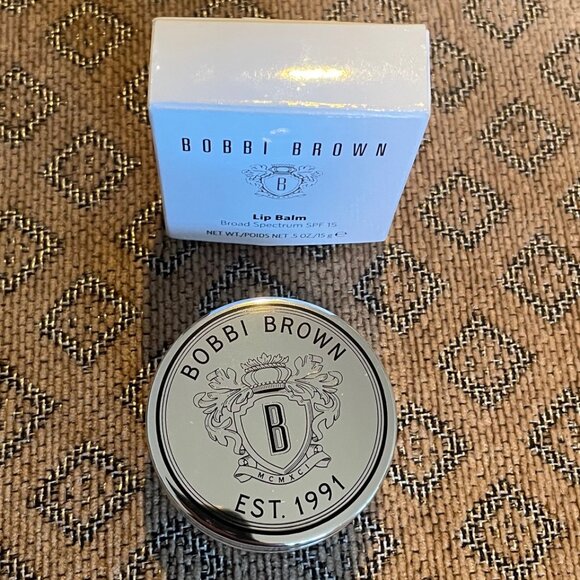 BOBBI BROWN
B
Lip Balm
Broad Spectrum SPF 15
NET WT./POIDS NET .5 OZ./15 g ℮
BOBBI BROWN
B
MCMXCI
EST. 1991